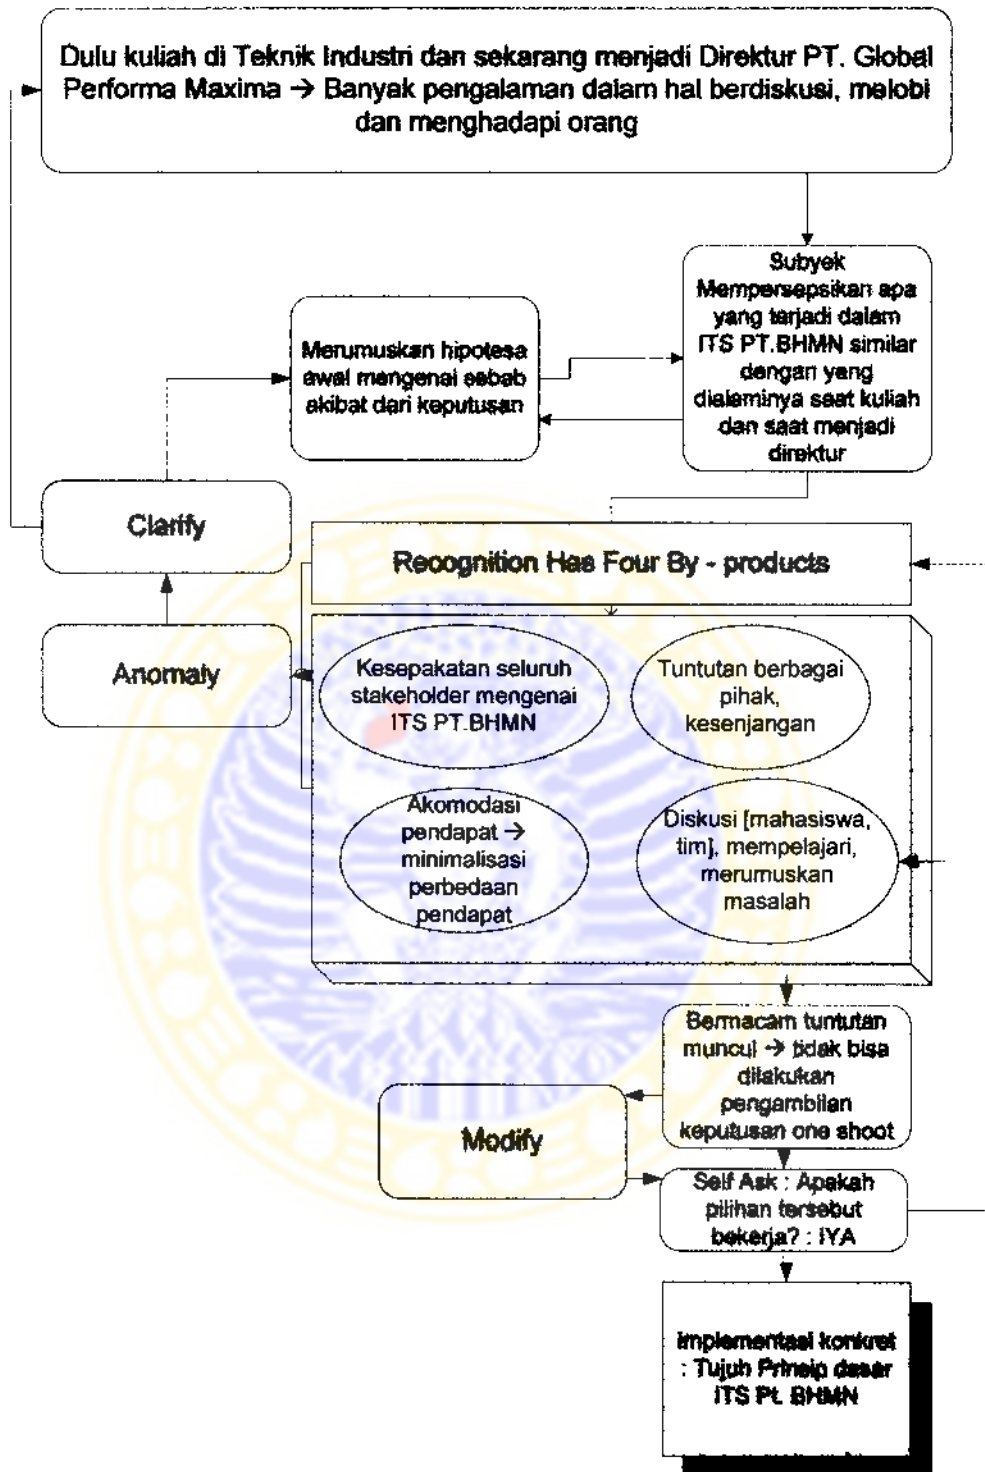 Dulu kuliah di Teknik Industri dan sekarang menjadi Direktur PT. Global
Performa Maxima → Banyak pengalaman dalam hal berdiskusi, melobi
dan menghadapi orang
Subyek
Mempersepsikan apa
yang terjadi dalam
ITS PT.BHMN similar
dengan yang
dialaminya saat kuliah
dan saat menjadi
direktur
Merumuskan hipotesa
awal mengenai sebab
akibat dari keputusan
Clarify
Recognition Has Four By - products
Anomaly
Kesepakatan seluruh
stakeholder mengenai
ITS PT.BHMN
Tuntutan berbagai
pihak,
kesenjangan
Akomodasi
pendapat →
minimalisasi
perbedaan
pendapat
Diskusi [mahasiswa,
tim], mempelajari,
merumuskan
masalah
Bermacam tuntutan
muncul → tidak bisa
dilakukan
pengambilan
keputusan one shoot
Modify
Self Ask : Apakah
pilihan tersebut
bekerja? : IYA
Implementasi konkret
: Tujuh Prinsip dasar
ITS Pt. BHMN